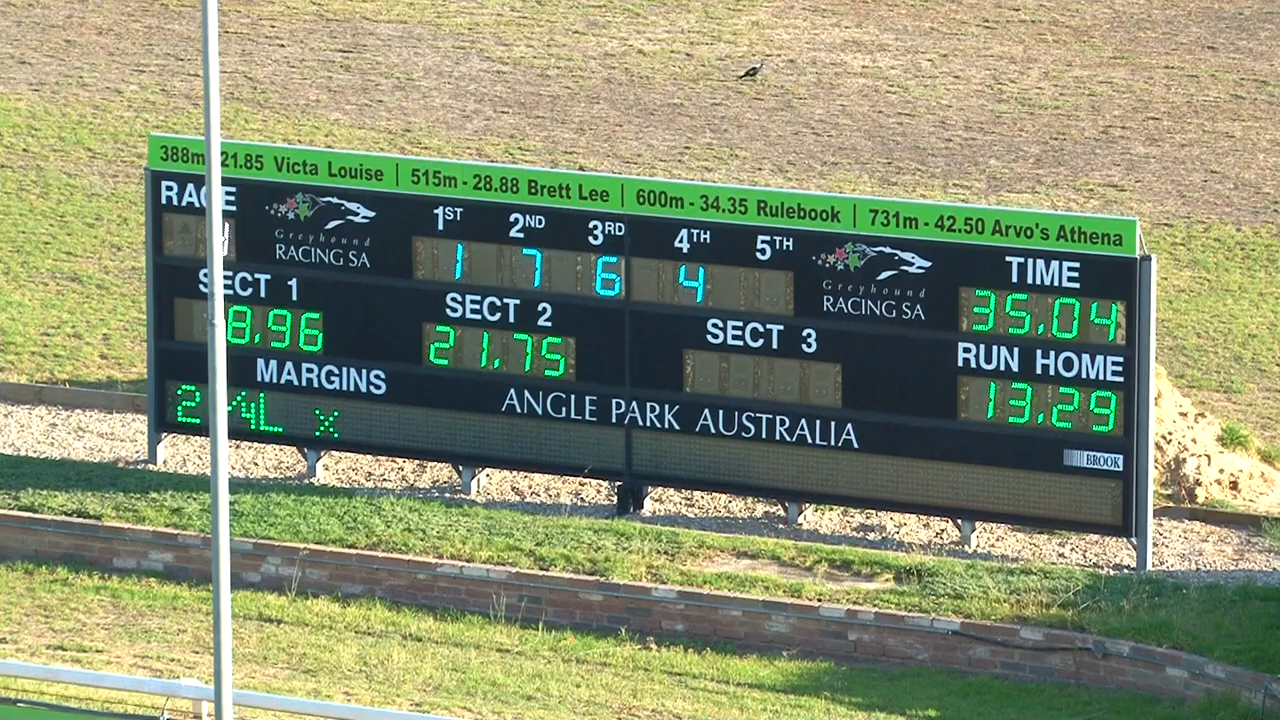 388m 21.85 Victa Louise | 515m - 28.88 Brett Lee | 600m - 34.35 Rulebook | 731m - 42.50 Arvo's Athena
RACE
Greyhound
RACING SA
1ST 2ND 3RD 4TH 5TH
1 7 6 4
Greyhound
RACING SA
TIME
35.04
SECT 1
8.96
SECT 2
21.75
SECT 3
RUN HOME
13.29
MARGINS
2 4L x
ANGLE PARK AUSTRALIA
BROOK